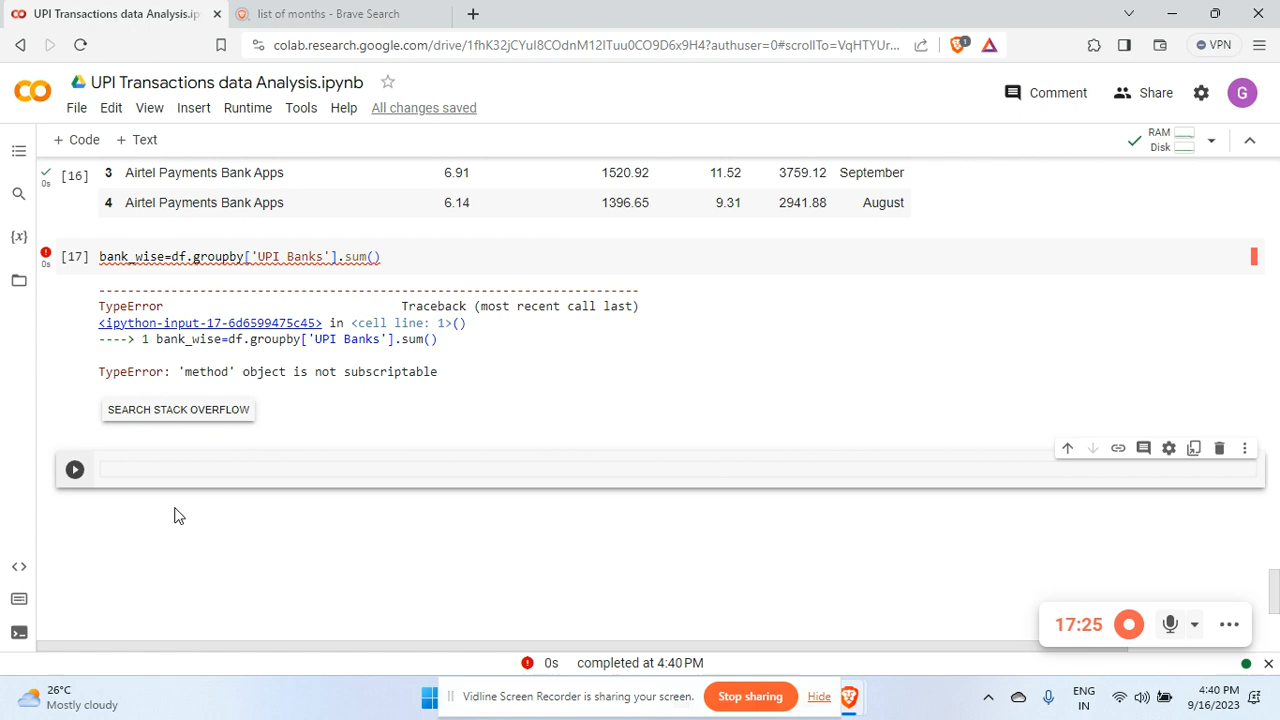 UPI Transactions data Analysis.ip
list of months - Brave Search
colab.research.google.com/drive/1fhK32jCYuI8COdnM12ITuu0CO9D6x9H4?authuser=0#scrollTo=VqHTYUr...
1
VPN
CO
UPI Transactions data Analysis.ipynb
Comment
Share
G
File Edit View Insert Runtime Tools Help All changes saved
+ Code + Text
RAM
Disk
[16]
0s
3 Airtel Payments Bank Apps 6.91 1520.92 11.52 3759.12 September
4 Airtel Payments Bank Apps 6.14 1396.65 9.31 2941.88 August
{x}
[17] bank_wise=df.groupby['UPI Banks'].sum()
0s
---------------------------------------------------------------------------
TypeError Traceback (most recent call last)
<ipython-input-17-6d6599475c45> in <cell line: 1>()
----> 1 bank_wise=df.groupby['UPI Banks'].sum()
TypeError: 'method' object is not subscriptable
SEARCH STACK OVERFLOW
<>
17:25
0s completed at 4:40 PM
26°C
Mostly cloudy
Vidline Screen Recorder is sharing your screen. Stop sharing Hide
ENG
IN
4:40 PM
9/16/2023